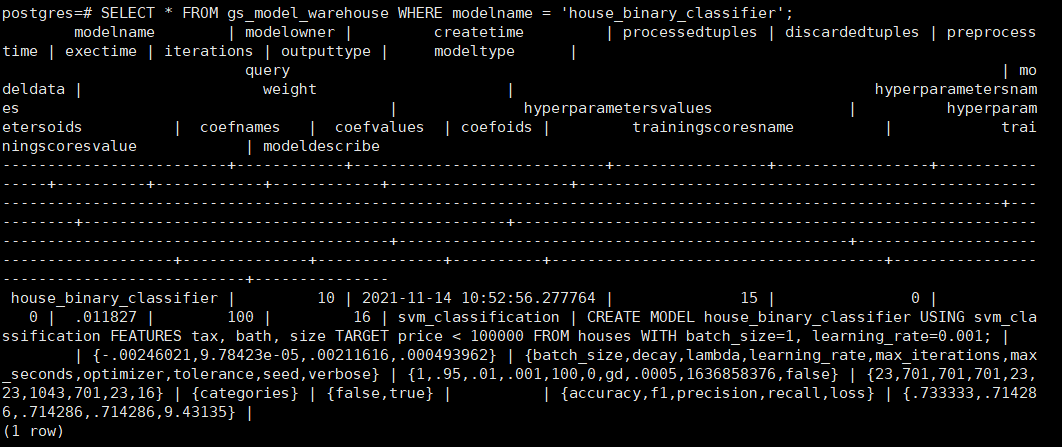 postgres=# SELECT * FROM gs_model_warehouse WHERE modelname = 'house_binary_classifier';
        modelname        | modelowner |         createtime         | processedtuples | discardedtuples | preprocess
time | exectime | iterations | outputtype |     modeltype      |
                           query                                                                              | mo
deldata |                    weight                     |                                        hyperparametersnam
es                                         |              hyperparametersvalues               |          hyperparam
etersoids          |  coefnames   |  coefvalues  | coefoids |         trainingscoresname          |             trai
ningscoresvalue            | modeldescribe
-------------------------+------------+----------------------------+-----------------+-----------------+-----------
-----+----------+------------+------------+--------------------+---------------------------------------------------
--------------------------------------------------------------------------------------------------------------+---
--------+-----------------------------------------------+----------------------------------------------------------
-------------------------------------------+--------------------------------------------------+--------------------
-------------------+--------------+--------------+----------+-------------------------------------+----------------
---------------------------+---------------
 house_binary_classifier |         10 | 2021-11-14 10:52:56.277764 |              15 |               0 |
   0 |  .011827 |        100 |         16 | svm_classification | CREATE MODEL house_binary_classifier USING svm_cla
ssification FEATURES tax, bath, size TARGET price < 100000 FROM houses WITH batch_size=1, learning_rate=0.001; |
        | {-.00246021,9.78423e-05,.00211616,.000493962} | {batch_size,decay,lambda,learning_rate,max_iterations,max
_seconds,optimizer,tolerance,seed,verbose} | {1,.95,.01,.001,100,0,gd,.0005,1636858376,false} | {23,701,701,701,23,
23,1043,701,23,16} | {categories} | {false,true} |          | {accuracy,f1,precision,recall,loss} | {.733333,.71428
6,.714286,.714286,9.43135} |
(1 row)